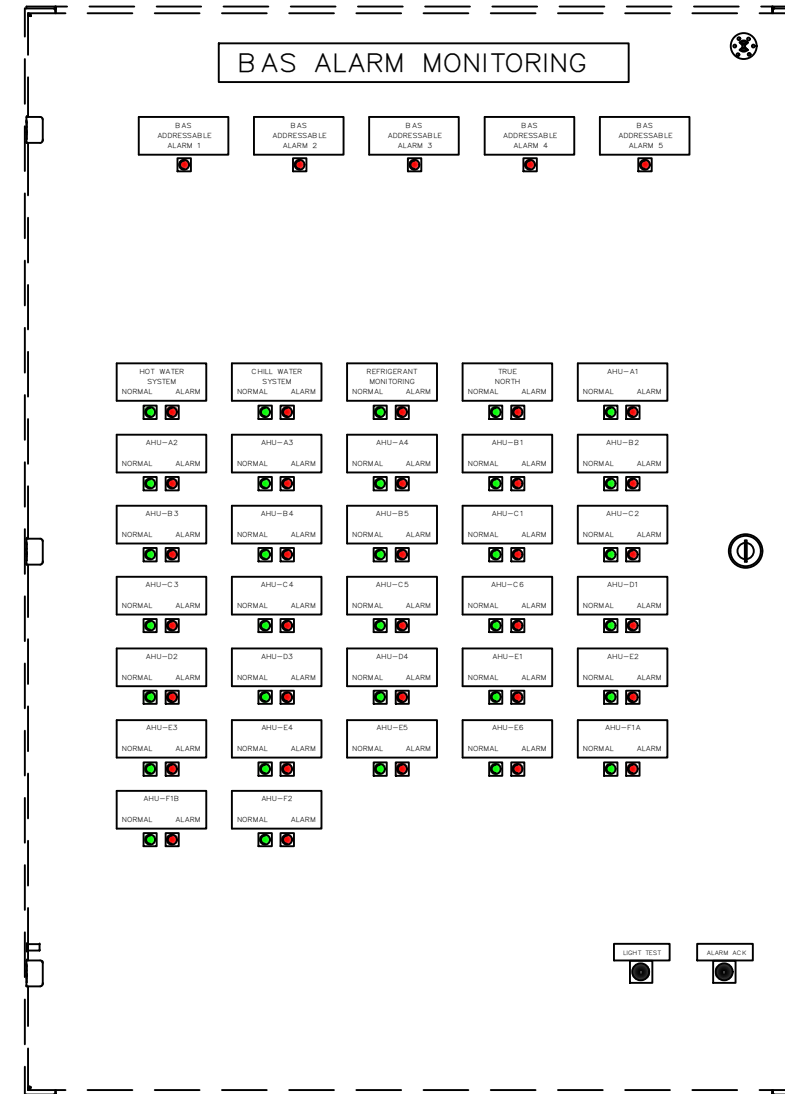 BAS ALARM MONITORING
BAS
ADDRESSABLE
ALARM 1
BAS
ADDRESSABLE
ALARM 2
BAS
ADDRESSABLE
ALARM 3
BAS
ADDRESSABLE
ALARM 4
BAS
ADDRESSABLE
ALARM 5
HOT WATER
SYSTEM
NORMAL ALARM
CHILL WATER
SYSTEM
NORMAL ALARM
REFRIGERANT
MONITORING
NORMAL ALARM
TRUE
NORTH
NORMAL ALARM
AHU-A1
NORMAL ALARM
AHU-A2
NORMAL ALARM
AHU-A3
NORMAL ALARM
AHU-A4
NORMAL ALARM
AHU-B1
NORMAL ALARM
AHU-B2
NORMAL ALARM
AHU-B3
NORMAL ALARM
AHU-B4
NORMAL ALARM
AHU-B5
NORMAL ALARM
AHU-C1
NORMAL ALARM
AHU-C2
NORMAL ALARM
AHU-C3
NORMAL ALARM
AHU-C4
NORMAL ALARM
AHU-C5
NORMAL ALARM
AHU-C6
NORMAL ALARM
AHU-D1
NORMAL ALARM
AHU-D2
NORMAL ALARM
AHU-D3
NORMAL ALARM
AHU-D4
NORMAL ALARM
AHU-E1
NORMAL ALARM
AHU-E2
NORMAL ALARM
AHU-E3
NORMAL ALARM
AHU-E4
NORMAL ALARM
AHU-E5
NORMAL ALARM
AHU-E6
NORMAL ALARM
AHU-F1A
NORMAL ALARM
AHU-F1B
NORMAL ALARM
AHU-F2
NORMAL ALARM
LIGHT TEST
ALARM ACK